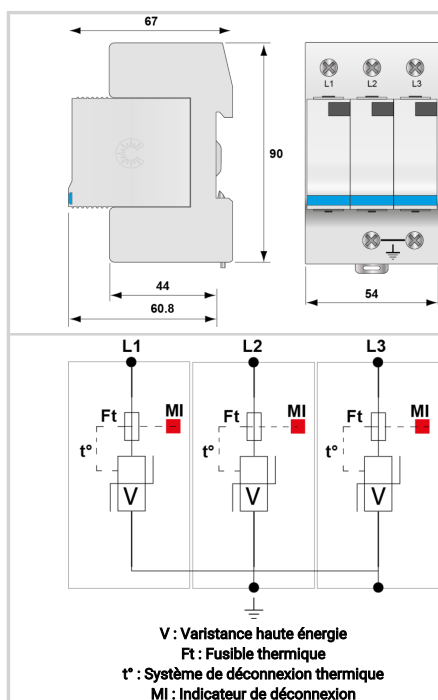 67
L1 L2 L3
90
44
60.8
54
L1 L2 L3
Ft MI Ft MI Ft MI
t° t° t°
V V V
V : Varistance haute énergie
Ft : Fusible thermique
t° : Système de déconnexion thermique
MI : Indicateur de déconnexion